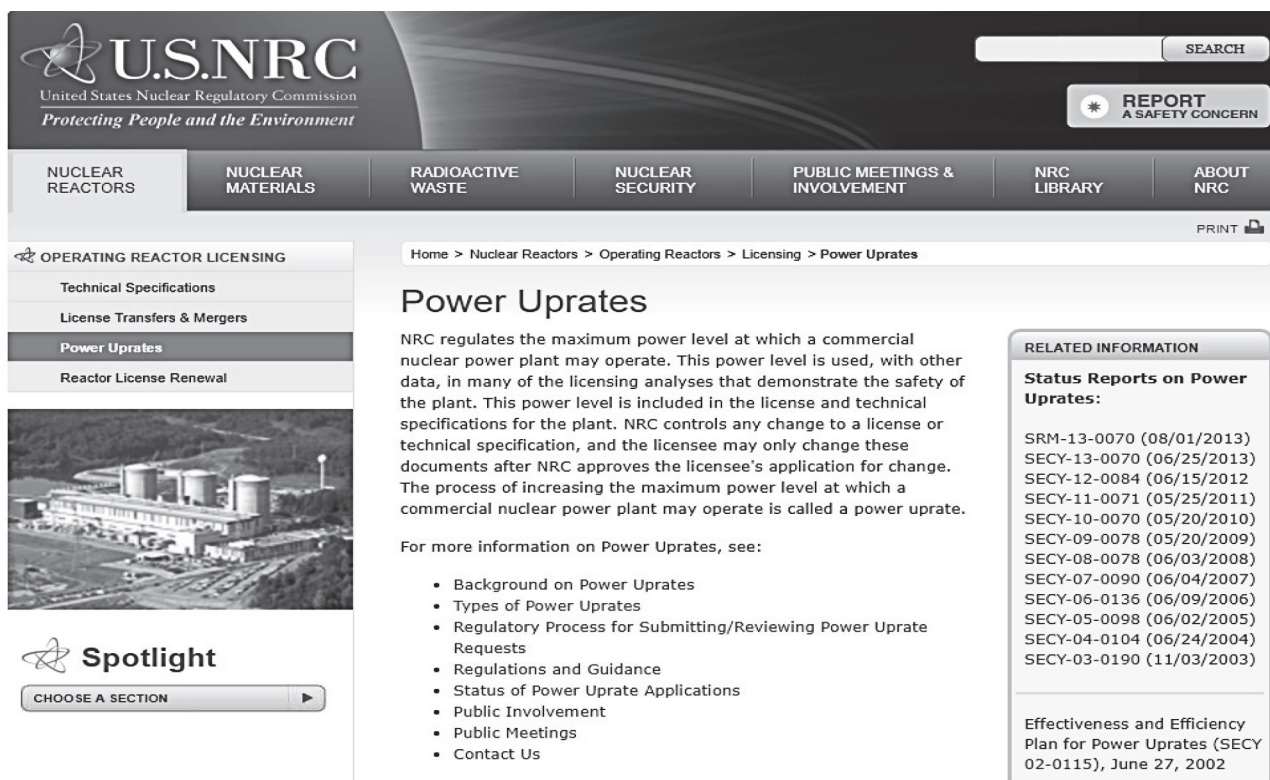 U.S.NRC
United States Nuclear Regulatory Commission
Protecting People and the Environment
SEARCH
REPORT
A SAFETY CONCERN
NUCLEAR
REACTORS
NUCLEAR
MATERIALS
RADIOACTIVE
WASTE
NUCLEAR
SECURITY
PUBLIC MEETINGS &
INVOLVEMENT
NRC
LIBRARY
ABOUT
NRC
PRINT
OPERATING REACTOR LICENSING
Technical Specifications
License Transfers & Mergers
Power Uprates
Reactor License Renewal
Spotlight
CHOOSE A SECTION
Home > Nuclear Reactors > Operating Reactors > Licensing > Power Uprates
Power Uprates
NRC regulates the maximum power level at which a commercial
nuclear power plant may operate. This power level is used, with other
data, in many of the licensing analyses that demonstrate the safety of
the plant. This power level is included in the license and technical
specifications for the plant. NRC controls any change to a license or
technical specification, and the licensee may only change these
documents after NRC approves the licensee's application for change.
The process of increasing the maximum power level at which a
commercial nuclear power plant may operate is called a power uprate.
For more information on Power Uprates, see:
• Background on Power Uprates
• Types of Power Uprates
• Regulatory Process for Submitting/Reviewing Power Uprate
Requests
• Regulations and Guidance
• Status of Power Uprate Applications
• Public Involvement
• Public Meetings
• Contact Us
RELATED INFORMATION
Status Reports on Power
Uprates:
SRM-13-0070 (08/01/2013)
SECY-13-0070 (06/25/2013)
SECY-12-0084 (06/15/2012
SECY-11-0071 (05/25/2011)
SECY-10-0070 (05/20/2010)
SECY-09-0078 (05/20/2009)
SECY-08-0078 (06/03/2008)
SECY-07-0090 (06/04/2007)
SECY-06-0136 (06/09/2006)
SECY-05-0098 (06/02/2005)
SECY-04-0104 (06/24/2004)
SECY-03-0190 (11/03/2003)
Effectiveness and Efficiency
Plan for Power Uprates (SECY
02-0115), June 27, 2002